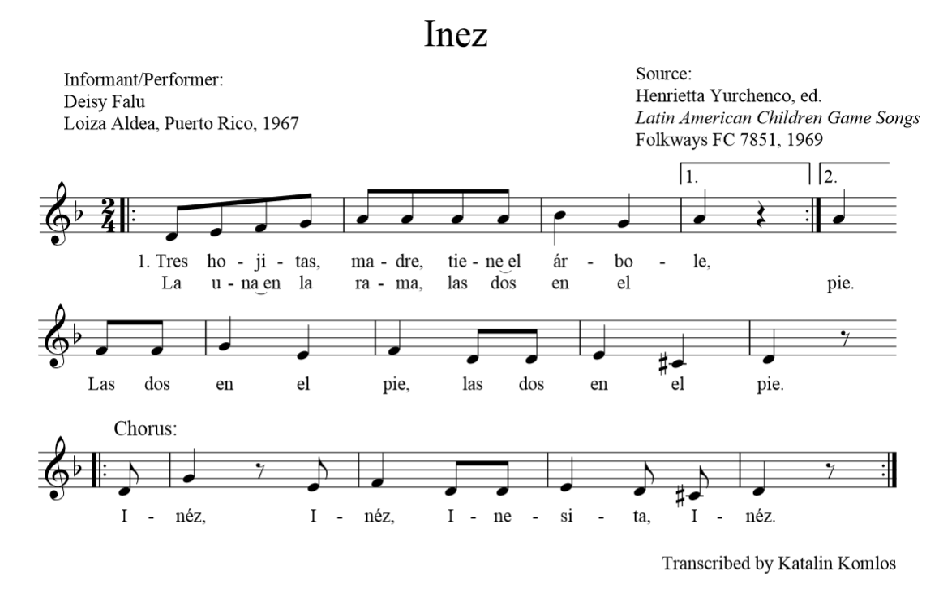 Inez
Informant/Performer:
Deisy Falu
Loiza Aldea, Puerto Rico, 1967
Source:
Henrietta Yurchenco, ed.
Latin American Children Game Songs
Folkways FC 7851, 1969
1. 2.
2
4
1. Tres ho - ji - tas, ma - dre, tie - ne el ár - bo - le,
La u - na en la ra - ma, las dos en el pie.
Las dos en el pie, las dos en el pie.
Chorus:
I - néz, I - néz, I - ne - si - ta, I - néz.
Transcribed by Katalin Komlos